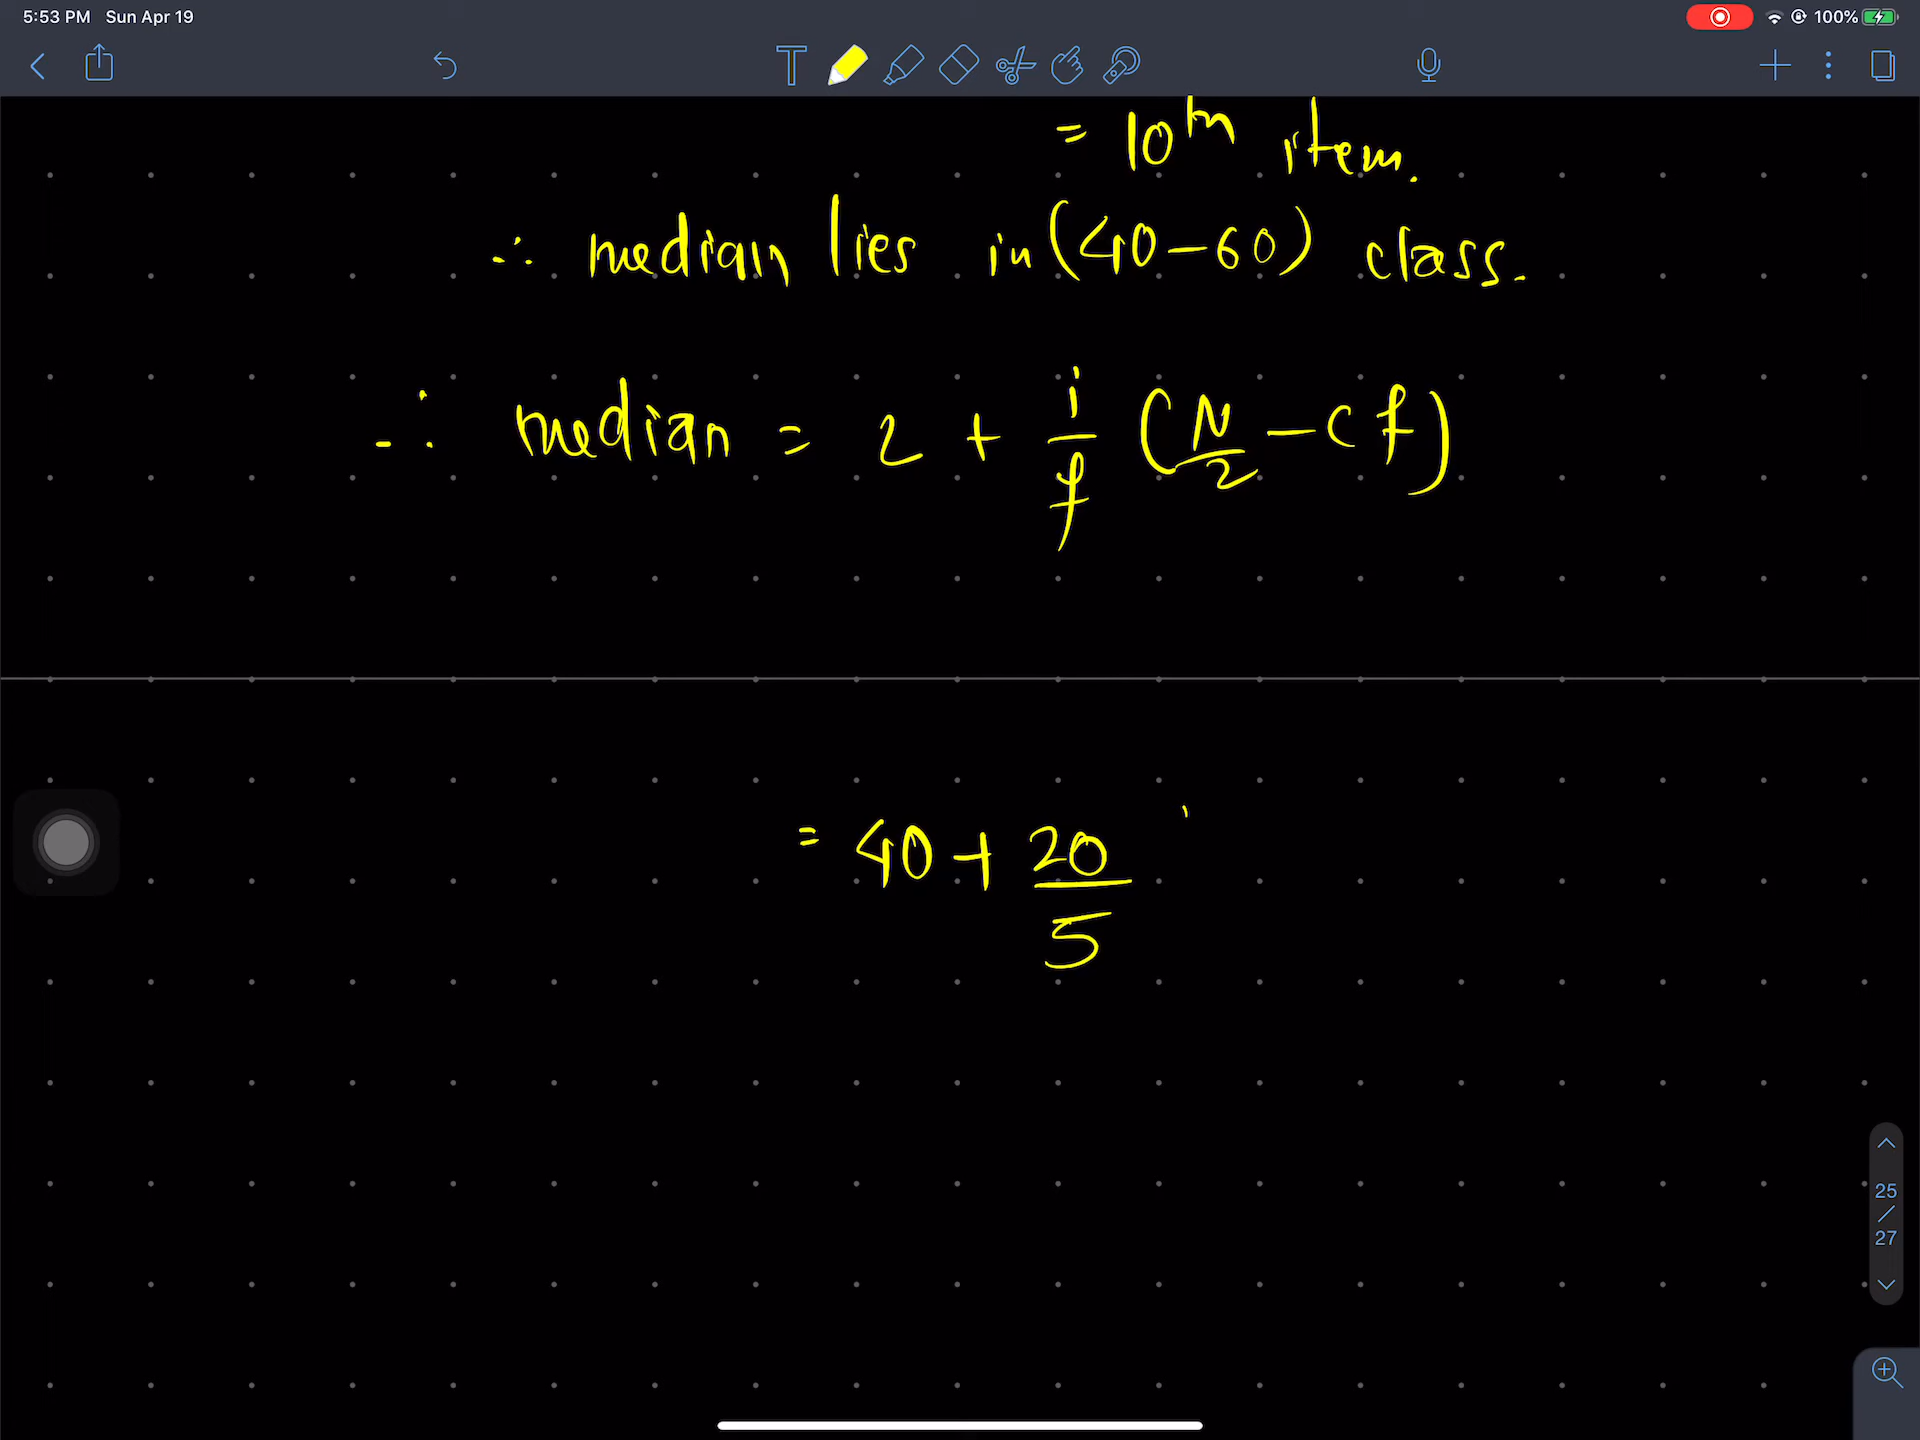 5:53 PM Sun Apr 19
100%
= 10th item.
∴ median lies in (40-60) class.
∴ median = L + i/f (N/2 - cf)
= 40 + 20/5
25
/
27